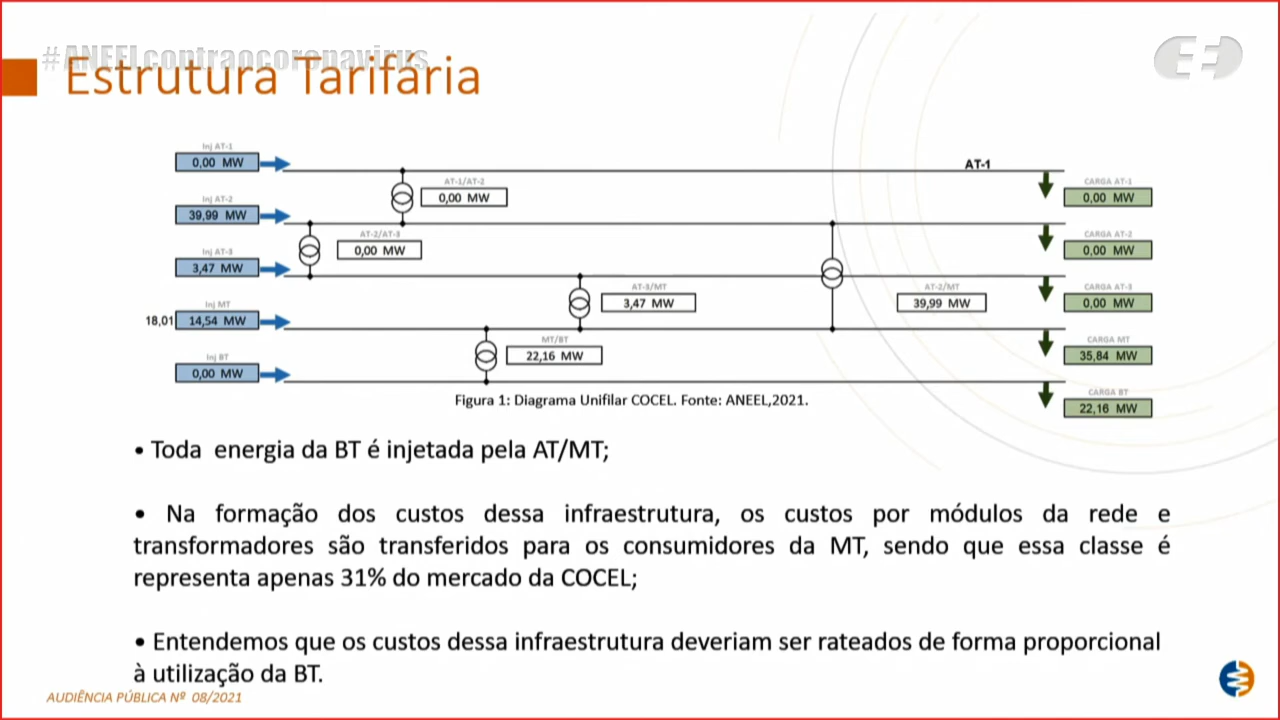 #ANEELcontraocoronavirus
Estrutura Tarifária
Inj AT-1
0,00 MW
AT-1
AT-1/AT-2
0,00 MW
CARGA AT-1
0,00 MW
Inj AT-2
39,99 MW
AT-2/AT-3
0,00 MW
CARGA AT-2
0,00 MW
Inj AT-3
3,47 MW
AT-3/MT
3,47 MW
AT-2/MT
39,99 MW
CARGA AT-3
0,00 MW
Inj MT
18,01 14,54 MW
MT/BT
22,16 MW
CARGA MT
35,84 MW
Inj BT
0,00 MW
CARGA BT
22,16 MW
Figura 1: Diagrama Unifilar COCEL. Fonte: ANEEL,2021.
• Toda energia da BT é injetada pela AT/MT;
• Na formação dos custos dessa infraestrutura, os custos por módulos da rede e
transformadores são transferidos para os consumidores da MT, sendo que essa classe é
representa apenas 31% do mercado da COCEL;
• Entendemos que os custos dessa infraestrutura deveriam ser rateados de forma proporcional
à utilização da BT.
AUDIÊNCIA PÚBLICA Nº 08/2021